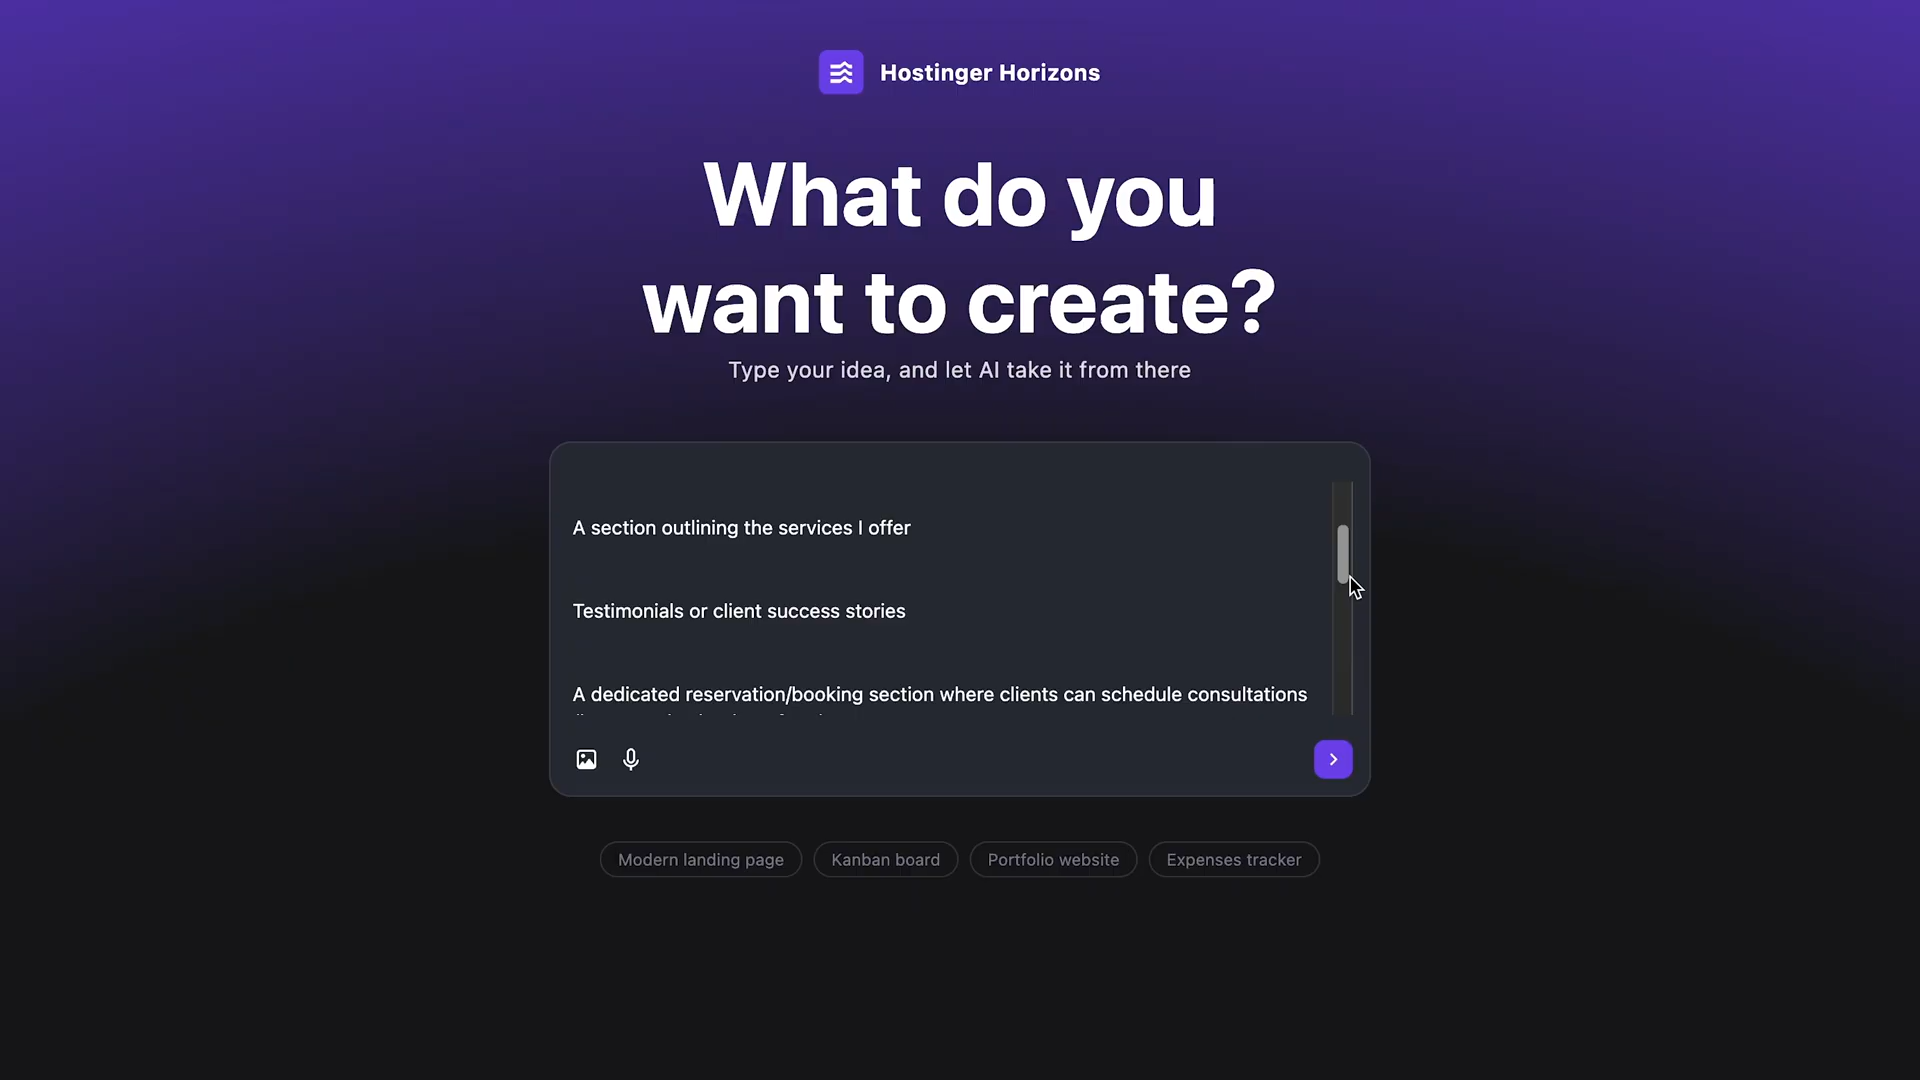 Hostinger Horizons
What do you
want to create?
Type your idea, and let AI take it from there
A section outlining the services I offer
Testimonials or client success stories
A dedicated reservation/booking section where clients can schedule consultations
Modern landing page
Kanban board
Portfolio website
Expenses tracker